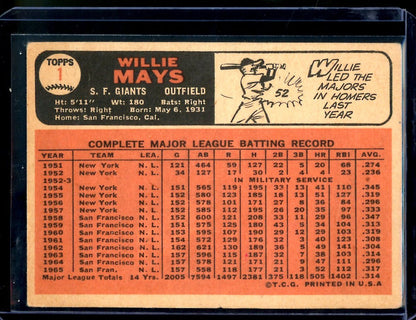 TOPPS
1
WILLIE
MAYS
S. F. GIANTS OUTFIELD
Ht: 5'11" Wt: 180 Bats: Right
Throws: Right Born: May 6, 1931
Home: San Francisco, Cal.
52
WILLIE
LED THE
MAJORS
IN HOMERS
LAST
YEAR
COMPLETE MAJOR LEAGUE BATTING RECORD
YEAR TEAM LEA. G AB R H 2B 3B HR RBI AVG.
1951 New York N. L. 121 464 59 127 22 5 20 68 .274
1952 New York N. L. 34 127 17 30 2 4 4 23 .236
1952-3 IN MILITARY SERVICE
1954 New York N. L. 151 565 119 195 33 13 41 110 .345
1955 New York N. L. 152 580 123 185 18 13 51 127 .319
1956 New York N. L. 152 578 101 171 27 8 36 84 .296
1957 New York N. L. 152 585 112 195 26 20 35 97 .333
1958 San Francisco N. L. 152 600 121 208 33 11 29 96 .347
1959 San Francisco N. L. 151 575 125 180 43 5 34 104 .313
1960 San Francisco N. L. 153 595 107 190 29 12 29 103 .319
1961 San Francisco N. L. 154 572 129 176 32 3 40 123 .308
1962 San Francisco N. L. 162 621 130 189 36 5 49 141 .304
1963 San Francisco N. L. 157 596 115 187 32 7 38 103 .314
1964 San Francisco N. L. 157 578 121 171 21 9 47 111 .296
1965 San Fran. N. L. 157 558 118 177 21 3 52 112 .317
Major League Totals 14 Yrs. 2005 7594 1497 2381 375 118 505 1402 .314
©T.C.G. PRINTED IN U.S.A